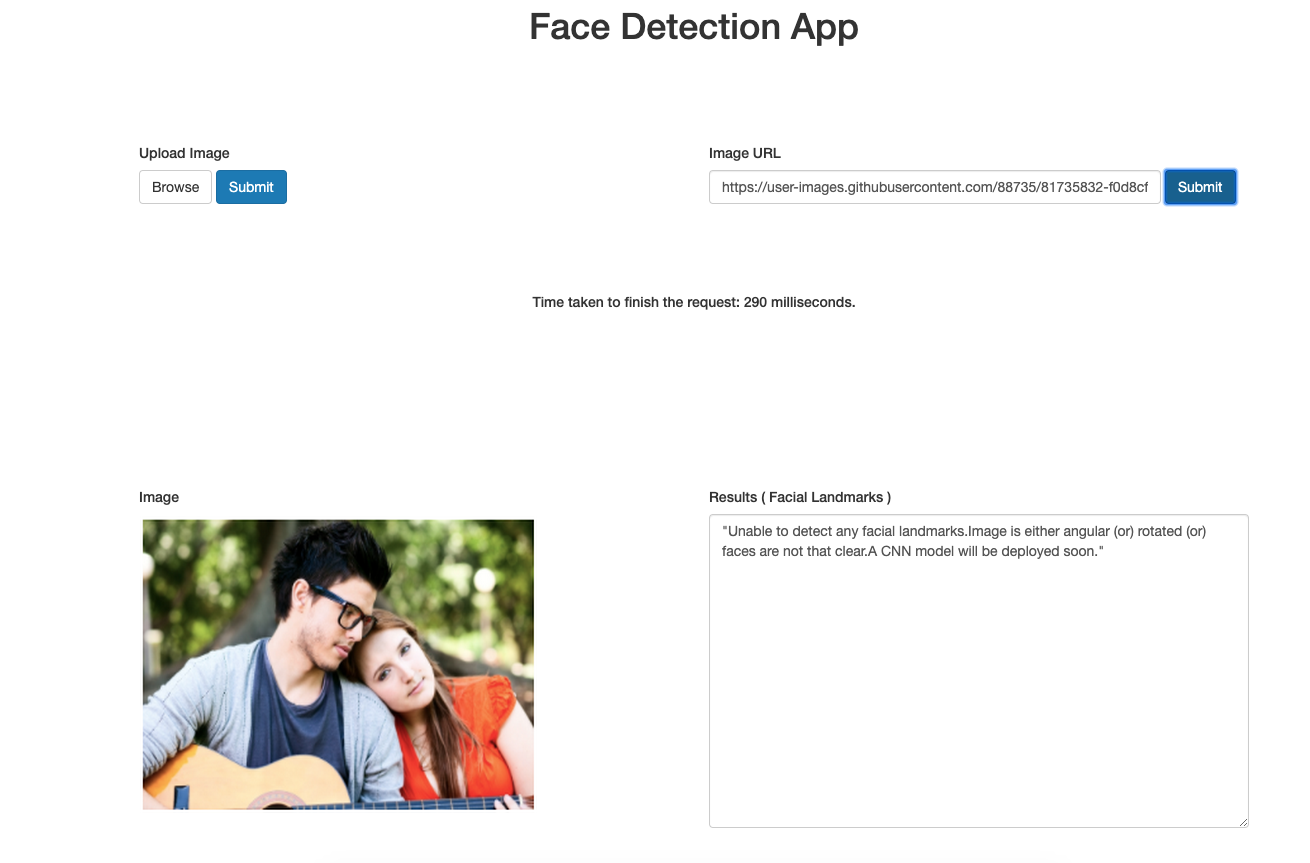 Face Detection App
Upload Image
Image URL
Browse
Submit
https://user-images.githubusercontent.com/88735/81735832-f0d8cf
Submit
Time taken to finish the request: 290 milliseconds.
Image
Results ( Facial Landmarks )
"Unable to detect any facial landmarks.Image is either angular (or) rotated (or)
faces are not that clear.A CNN model will be deployed soon."